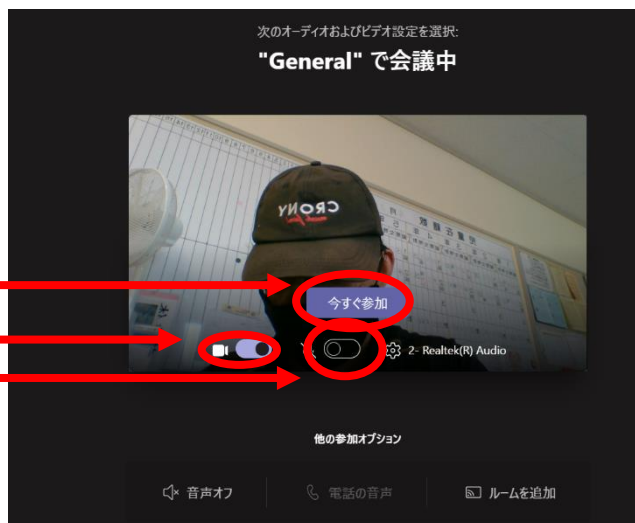 次のオーディオおよびビデオ設定を選択:
"General" で会議中
CRONY
今すぐ参加
2- Realtek(R) Audio
他の参加オプション
音声オフ
電話の音声
ルームを追加